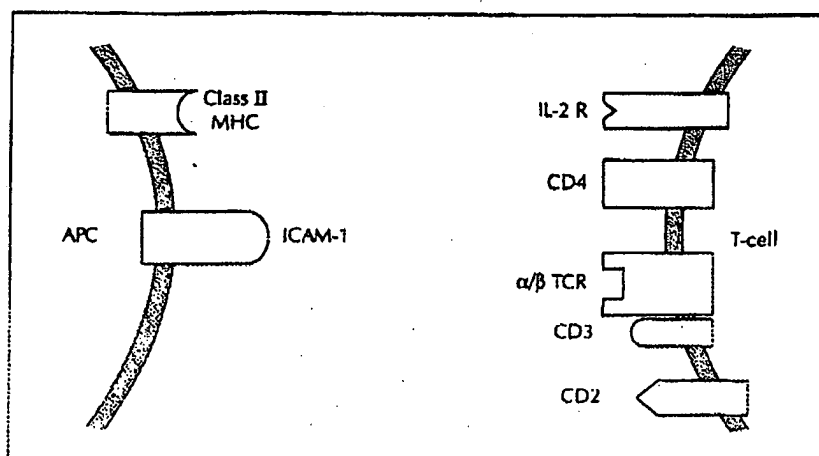 Class II
MHC
APC
ICAM-1
IL-2 R
CD4
T-cell
α/β TCR
CD3
CD2